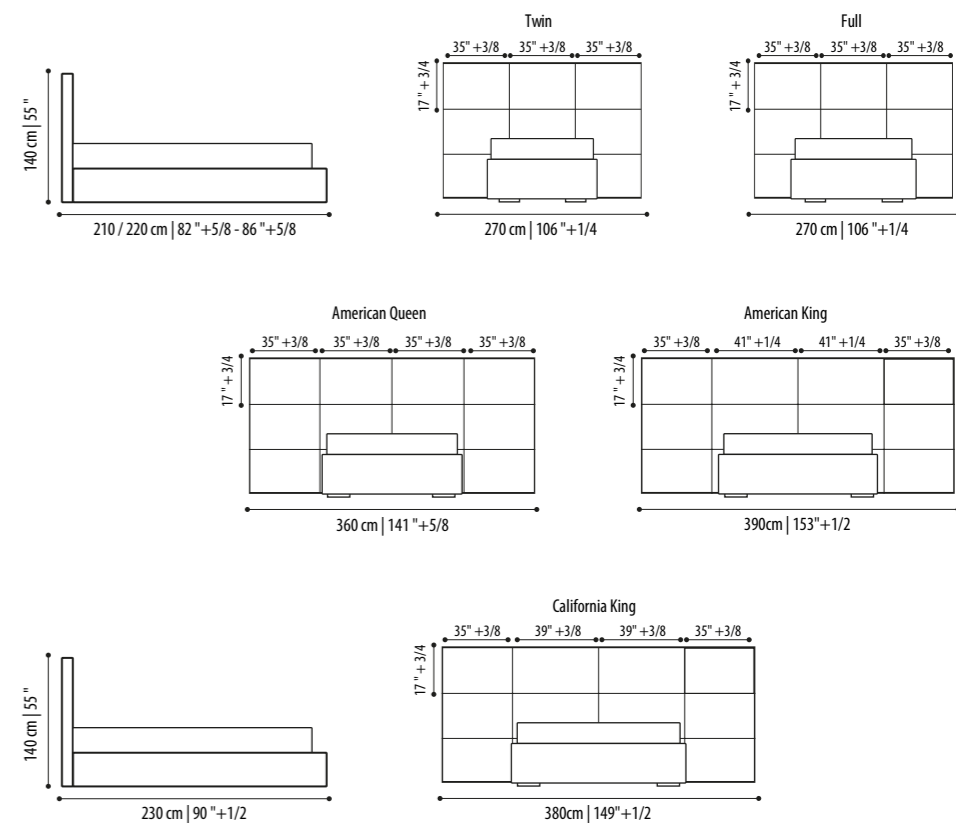 Twin
Full
35" +3/8 35" +3/8 35" +3/8
35" +3/8 35" +3/8 35" +3/8
17 " + 3/4
17 " + 3/4
140 cm | 55 "
210 / 220 cm | 82 "+5/8 - 86 "+5/8
270 cm | 106 "+1/4
270 cm | 106 "+1/4
American Queen
American King
35" +3/8 35" +3/8 35" +3/8 35" +3/8
35" +3/8 41" +1/4 41" +1/4 35" +3/8
17 " + 3/4
17 " + 3/4
360 cm | 141 "+5/8
390cm | 153"+1/2
California King
35" +3/8 39" +3/8 39" +3/8 35" +3/8
17 " + 3/4
140 cm | 55 "
230 cm | 90 "+1/2
380cm | 149"+1/2